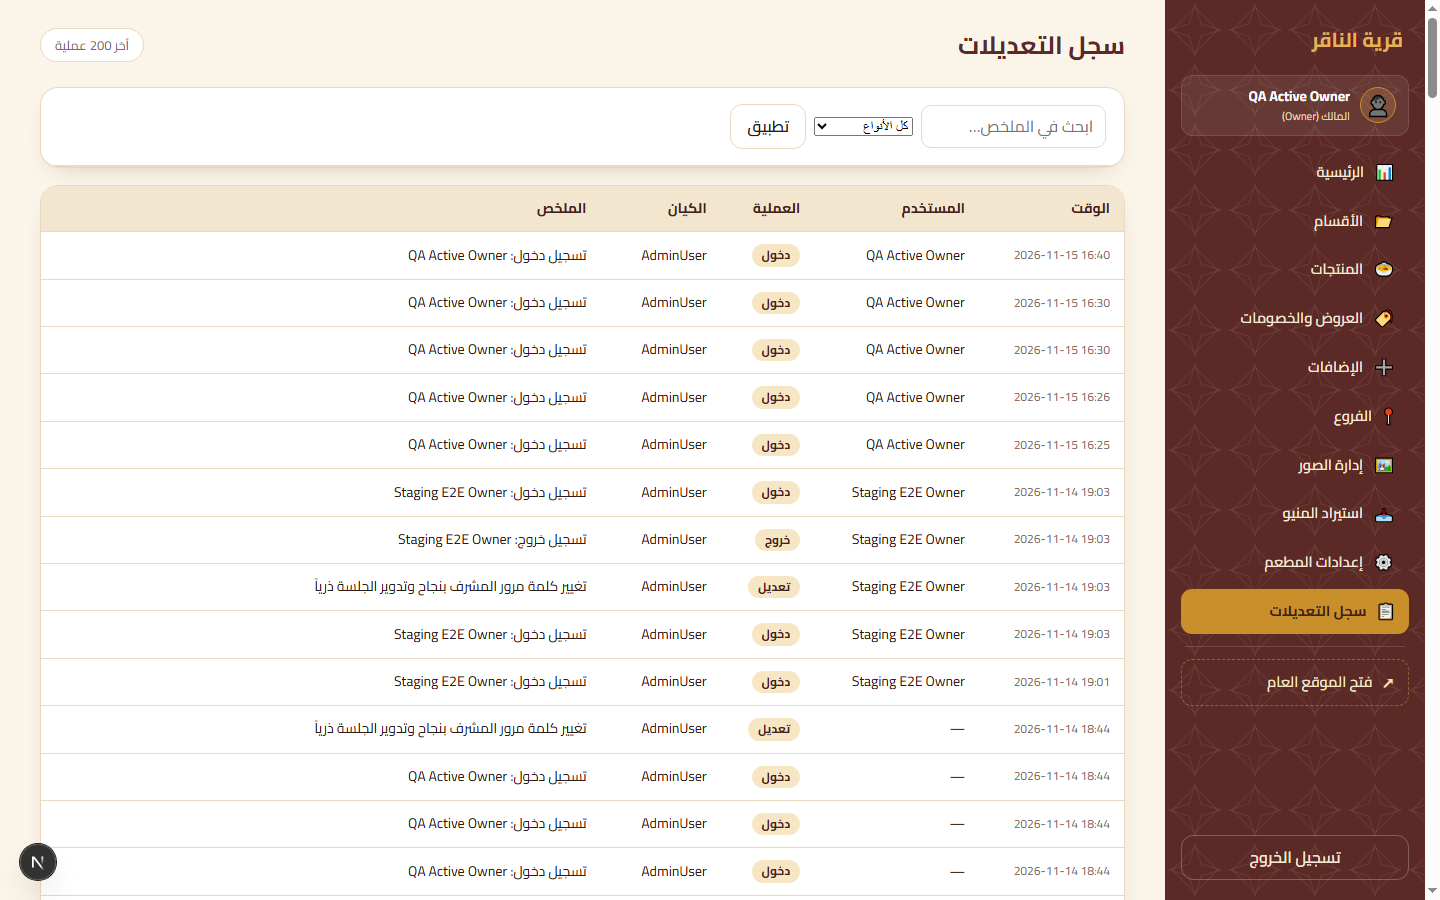 قرية الناقر
QA Active Owner
المالك (Owner)
الرئيسية
الأقسام
المنتجات
العروض والخصومات
الإضافات
الفروع
إدارة الصور
استيراد المنيو
إعدادات المطعم
سجل التعديلات
فتح الموقع العام ↗
تسجيل الخروج
سجل التعديلات
آخر 200 عملية
ابحث في الملخص...
كل الأنواع
تطبيق
الوقت المستخدم العملية الكيان الملخص
2026-11-15 16:40 QA Active Owner دخول AdminUser تسجيل دخول: QA Active Owner
2026-11-15 16:30 QA Active Owner دخول AdminUser تسجيل دخول: QA Active Owner
2026-11-15 16:30 QA Active Owner دخول AdminUser تسجيل دخول: QA Active Owner
2026-11-15 16:26 QA Active Owner دخول AdminUser تسجيل دخول: QA Active Owner
2026-11-15 16:25 QA Active Owner دخول AdminUser تسجيل دخول: QA Active Owner
2026-11-14 19:03 Staging E2E Owner دخول AdminUser تسجيل دخول: Staging E2E Owner
2026-11-14 19:03 Staging E2E Owner خروج AdminUser تسجيل خروج: Staging E2E Owner
2026-11-14 19:03 Staging E2E Owner تعديل AdminUser تغيير كلمة مرور المشرف بنجاح وتدوير الجلسة ذرياً
2026-11-14 19:03 Staging E2E Owner دخول AdminUser تسجيل دخول: Staging E2E Owner
2026-11-14 19:01 Staging E2E Owner دخول AdminUser تسجيل دخول: Staging E2E Owner
2026-11-14 18:44 — تعديل AdminUser تغيير كلمة مرور المشرف بنجاح وتدوير الجلسة ذرياً
2026-11-14 18:44 — دخول AdminUser تسجيل دخول: QA Active Owner
2026-11-14 18:44 — دخول AdminUser تسجيل دخول: QA Active Owner
2026-11-14 18:44 — دخول AdminUser تسجيل دخول: QA Active Owner
N